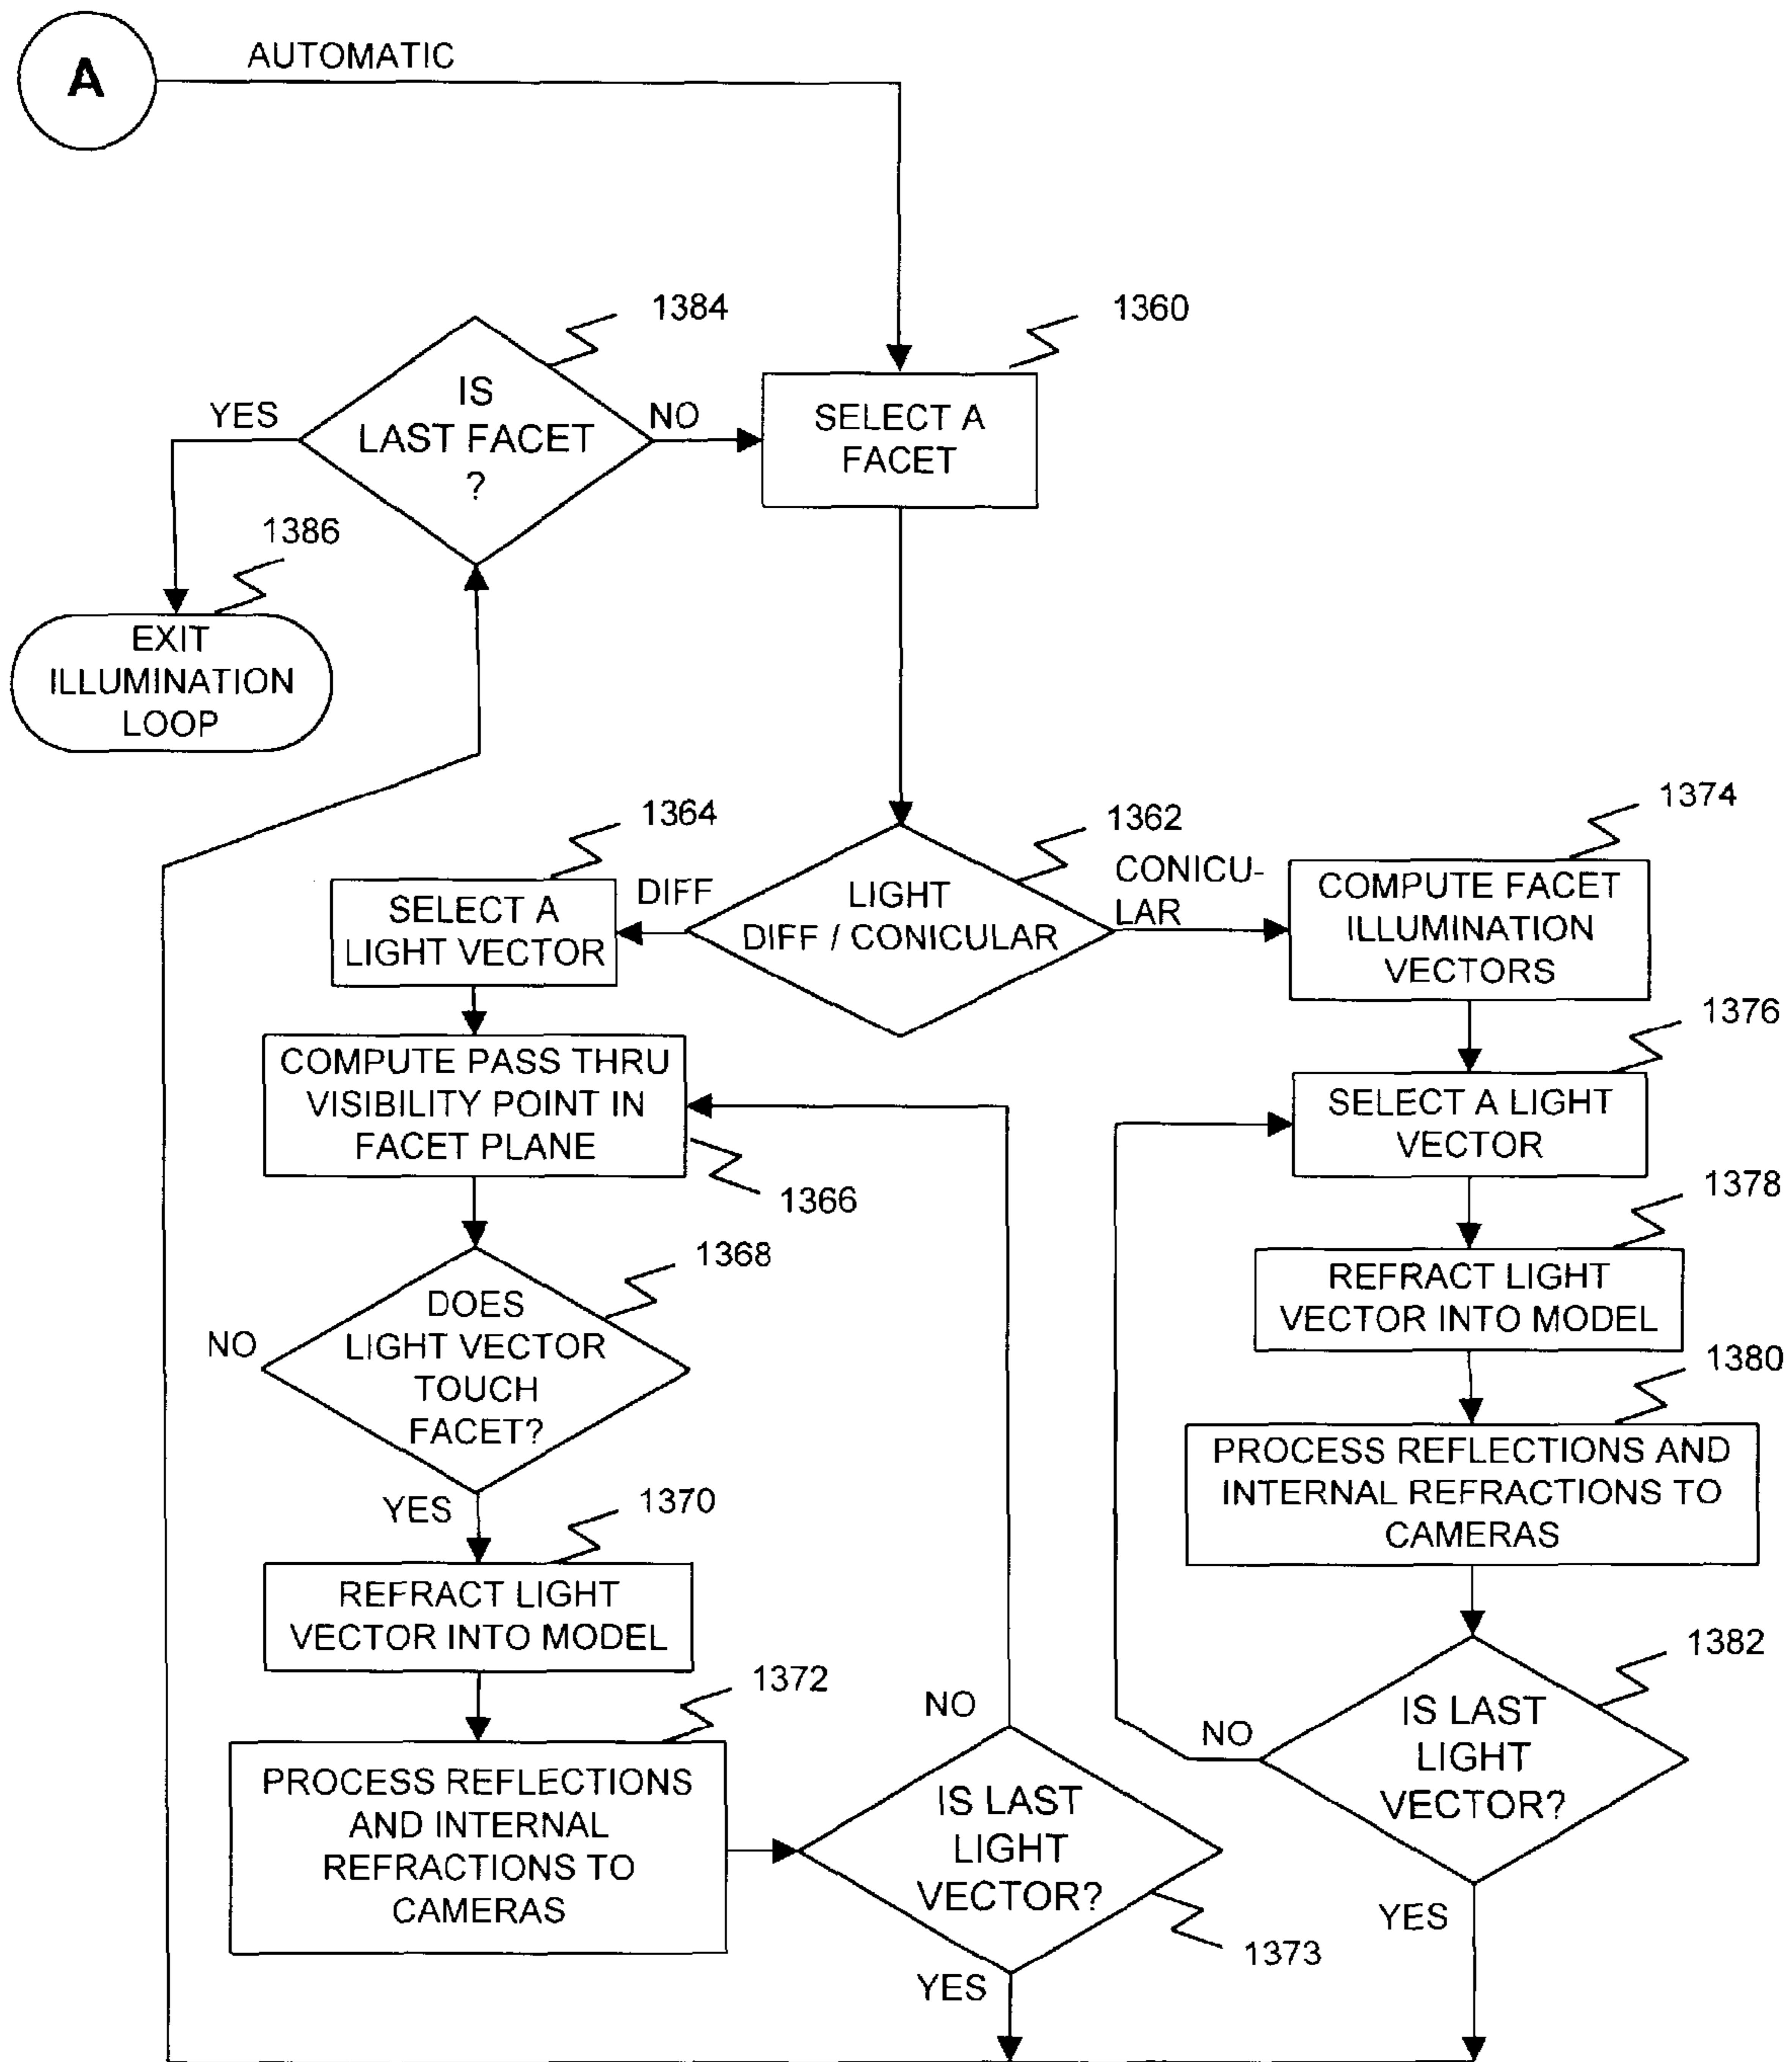 A
AUTOMATIC
1384
1360
IS
LAST FACET
?
YES
NO
SELECT A
FACET
1386
EXIT
ILLUMINATION
LOOP
1364
1362
1374
SELECT A
LIGHT VECTOR
DIFF
LIGHT
DIFF / CONICULAR
CONICU-
LAR
COMPUTE FACET
ILLUMINATION
VECTORS
1376
COMPUTE PASS THRU
VISIBILITY POINT IN
FACET PLANE
1366
SELECT A LIGHT
VECTOR
1378
1368
DOES
LIGHT VECTOR
TOUCH
FACET?
NO
YES
REFRACT LIGHT
VECTOR INTO MODEL
1380
1370
REFRACT LIGHT
VECTOR INTO MODEL
PROCESS REFLECTIONS AND
INTERNAL REFRACTIONS TO
CAMERAS
1372
1382
PROCESS REFLECTIONS
AND INTERNAL
REFRACTIONS TO
CAMERAS
NO
IS LAST
LIGHT
VECTOR?
1373
YES
NO
IS LAST
LIGHT
VECTOR?
YES